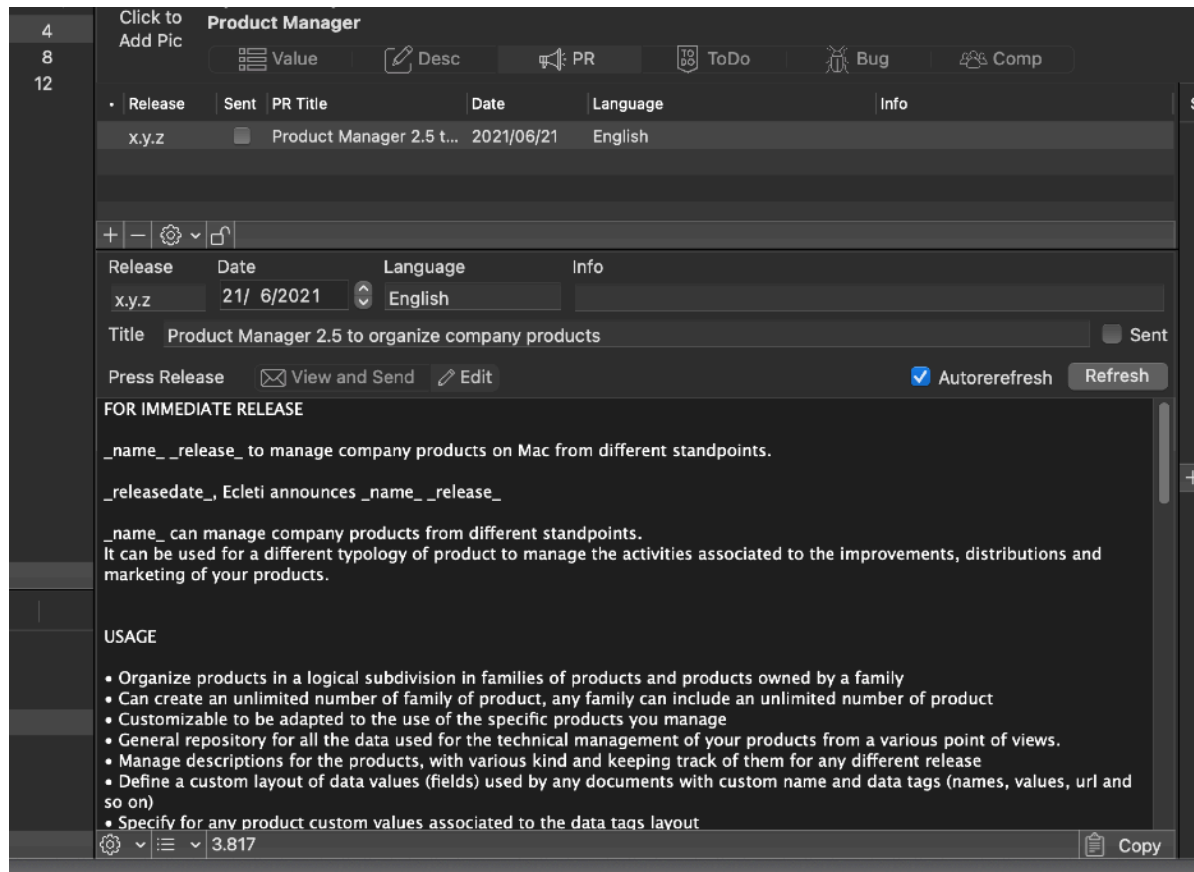 4
8
12
Click to
Add Pic
Product Manager
Value
Desc
PR
ToDo
Bug
Comp
• Release Sent PR Title Date Language Info
x.y.z Product Manager 2.5 t... 2021/06/21 English
Release Date Language Info
x.y.z 21/ 6/2021 English
Title Product Manager 2.5 to organize company products Sent
Press Release View and Send Edit Autorerefresh Refresh
FOR IMMEDIATE RELEASE
_name_ _release_ to manage company products on Mac from different standpoints.
_releasedate_, Ecleti announces _name_ _release_
_name_ can manage company products from different standpoints.
It can be used for a different typology of product to manage the activities associated to the improvements, distributions and
marketing of your products.
USAGE
• Organize products in a logical subdivision in families of products and products owned by a family
• Can create an unlimited number of family of product, any family can include an unlimited number of product
• Customizable to be adapted to the use of the specific products you manage
• General repository for all the data used for the technical management of your products from a various point of views.
• Manage descriptions for the products, with various kind and keeping track of them for any different release
• Define a custom layout of data values (fields) used by any documents with custom name and data tags (names, values, url and
so on)
• Specify for any product custom values associated to the data tags layout
3.817 Copy